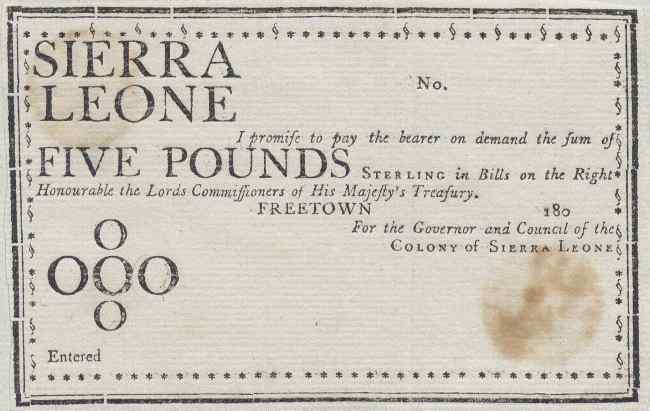 SIERRA
LEONE
No.
I promiſe to pay the bearer on demand the ſum of
FIVE POUNDS STERLING in Bills on the Right
Honourable the Lords Commiſſioners of His Majeſty's Treaſury.
FREETOWN 180
For the Governor and Council of the
COLONY of SIERRA LEONE
O
OOO
O
Entered